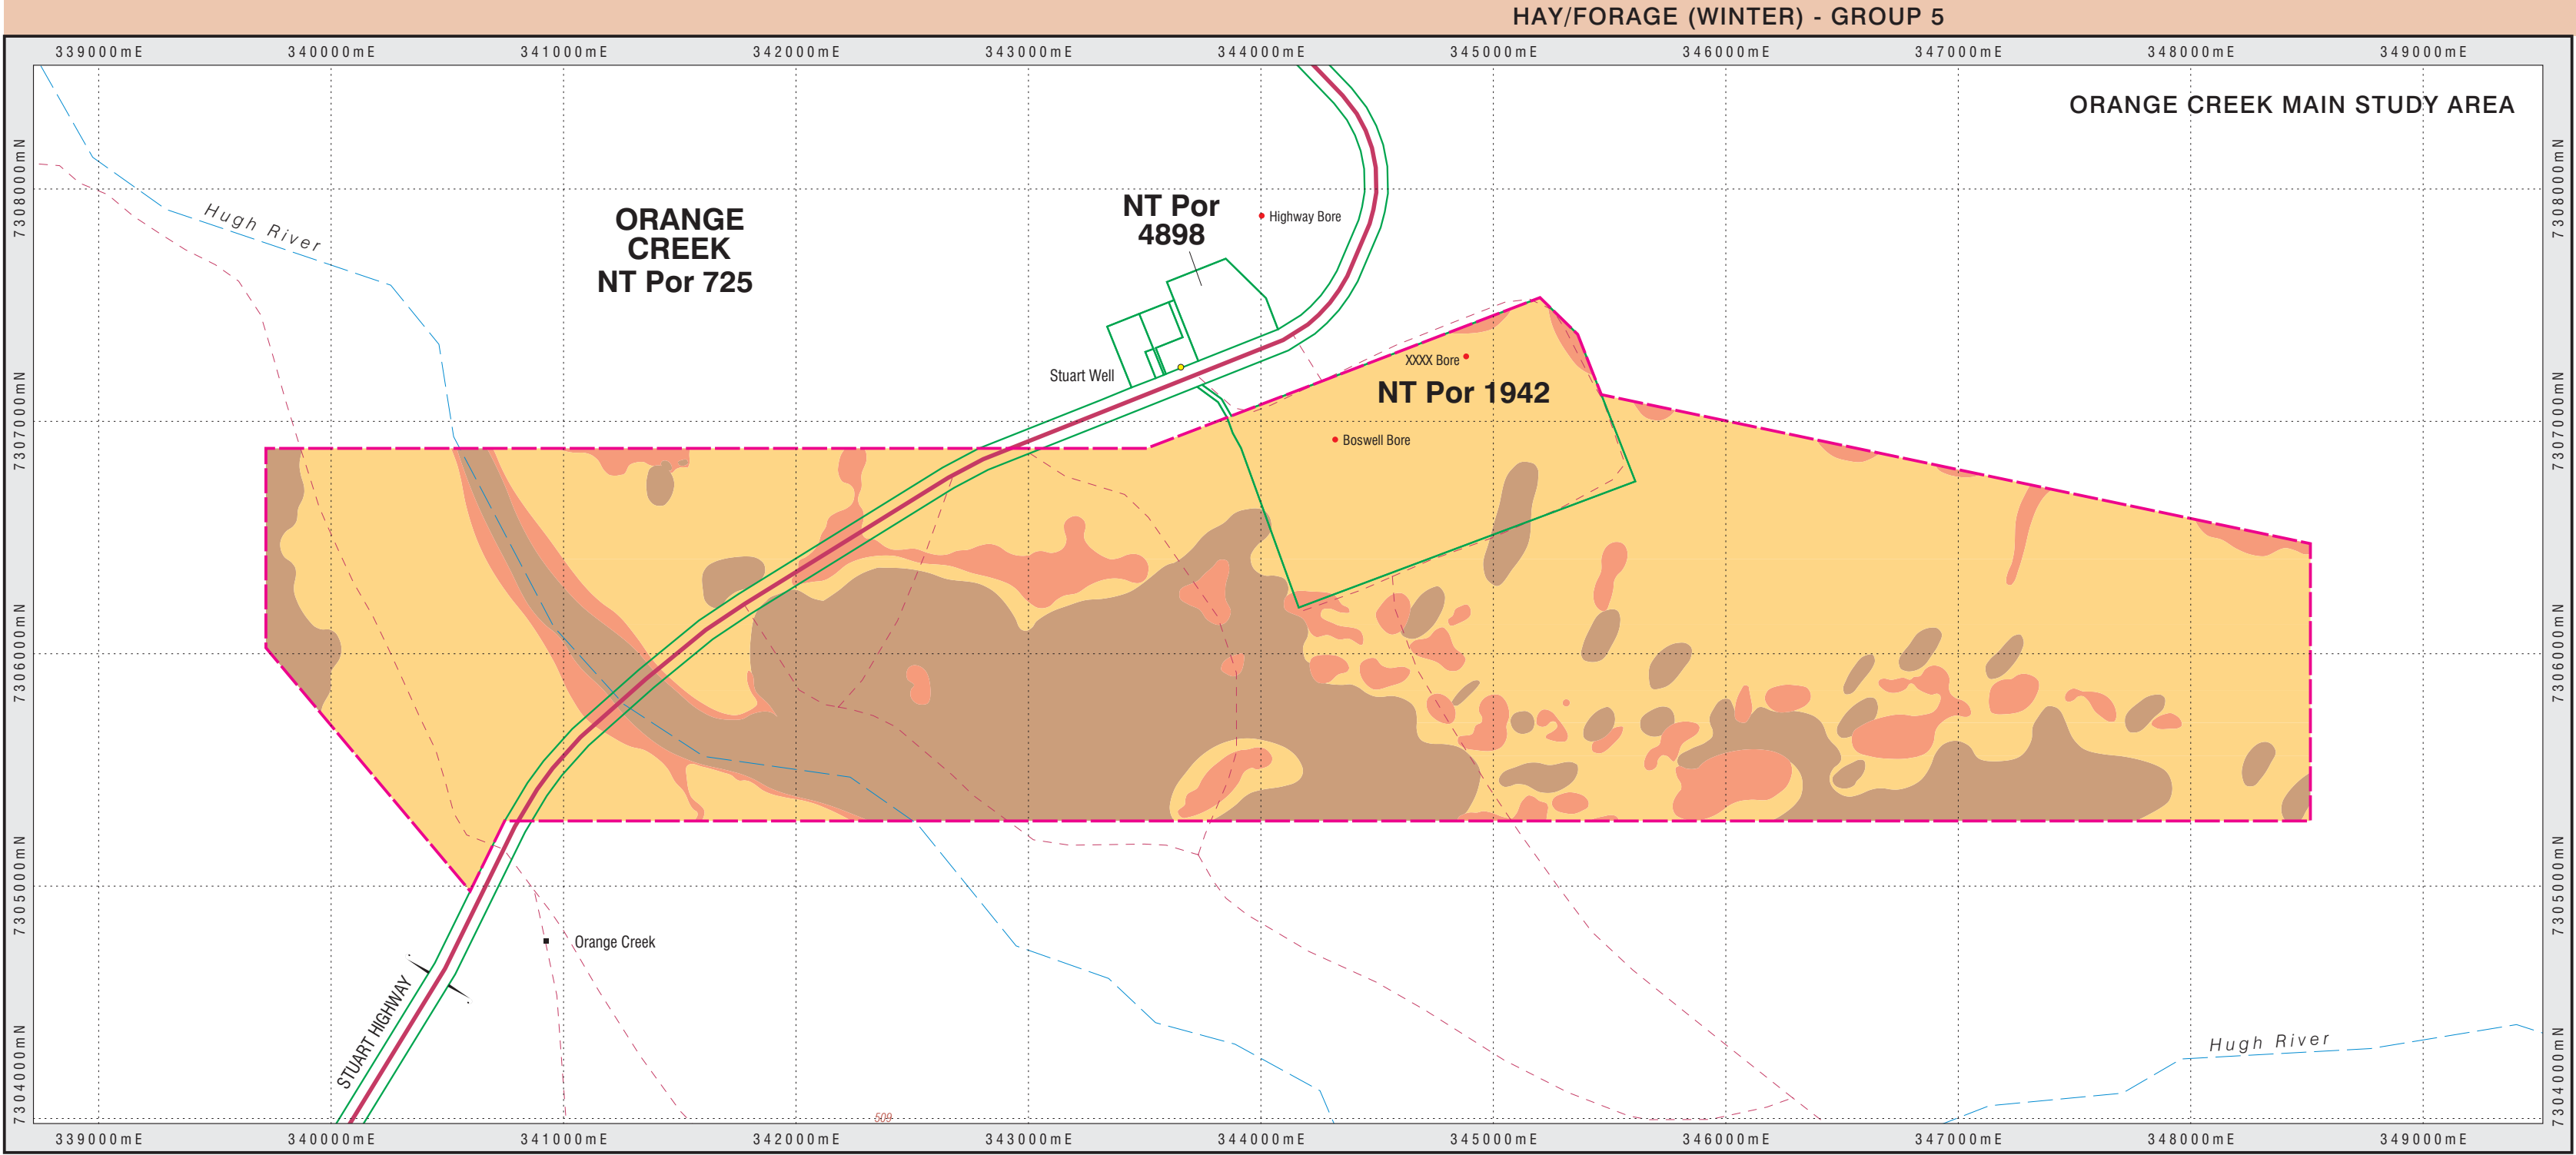 HAY/FORAGE (WINTER) - GROUP 5
339000mE 340000mE 341000mE 342000mE 343000mE 344000mE 345000mE 346000mE 347000mE 348000mE 349000mE
ORANGE CREEK MAIN STUDY AREA
7308000mN
7308000mN
Hugh River
ORANGE
CREEK
NT Por 725
NT Por
4898
Highway Bore
XXXX Bore
Stuart Well
NT Por 1942
7307000mN
7307000mN
Boswell Bore
7306000mN
7306000mN
7305000mN
7305000mN
Orange Creek
STUART HIGHWAY
Hugh River
7304000mN
7304000mN
509
339000mE 340000mE 341000mE 342000mE 343000mE 344000mE 345000mE 346000mE 347000mE 348000mE 349000mE